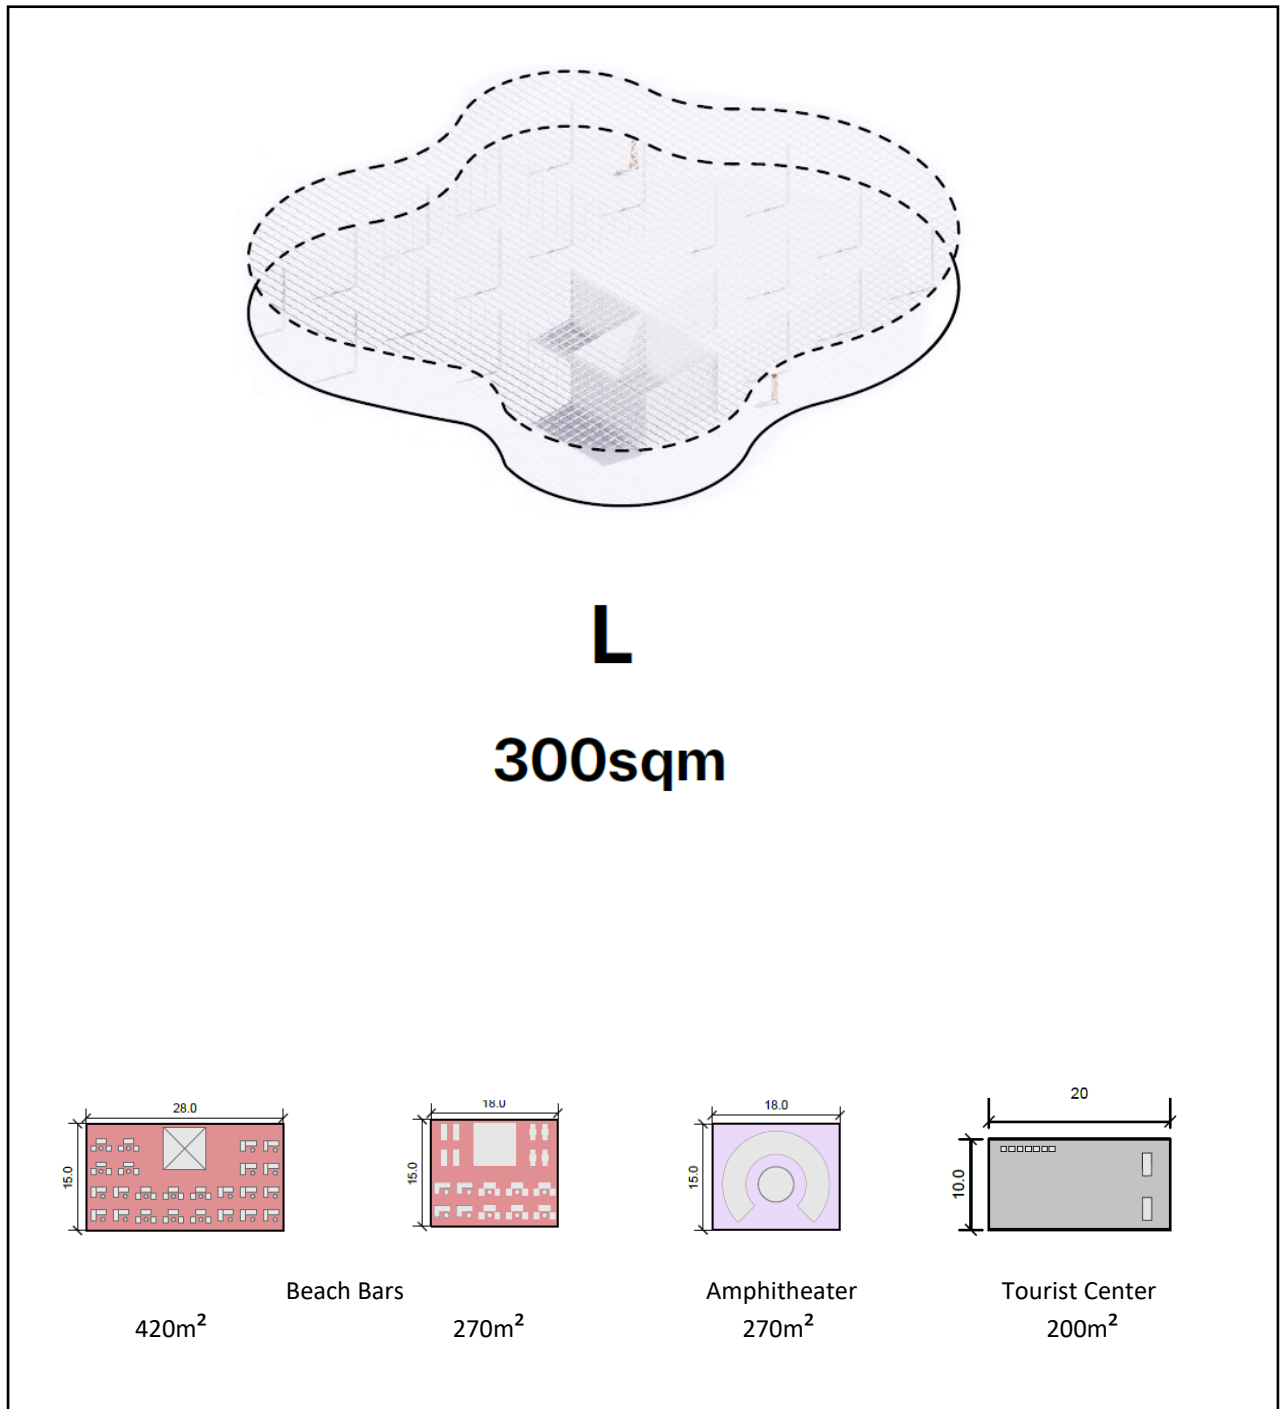 L
300sqm
28.0
15.0
18.0
15.0
18.0
15.0
20
10.0
Beach Bars
Amphitheater
Tourist Center
420m²
270m²
270m²
200m²